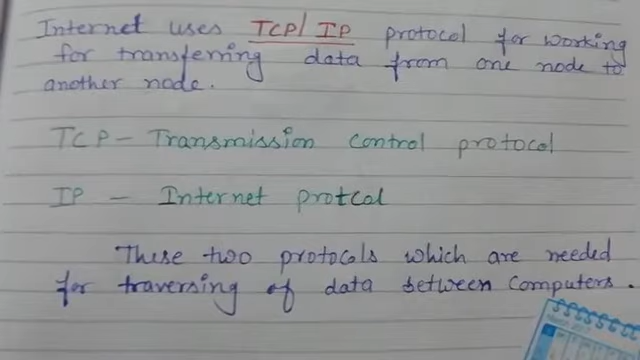 Internet uses TCP/IP protocol for working
for transferring data from one node to
another node.
TCP - Transmission control protocol
IP - Internet protcal
These two protocols which are needed
for traversing of data between computers.